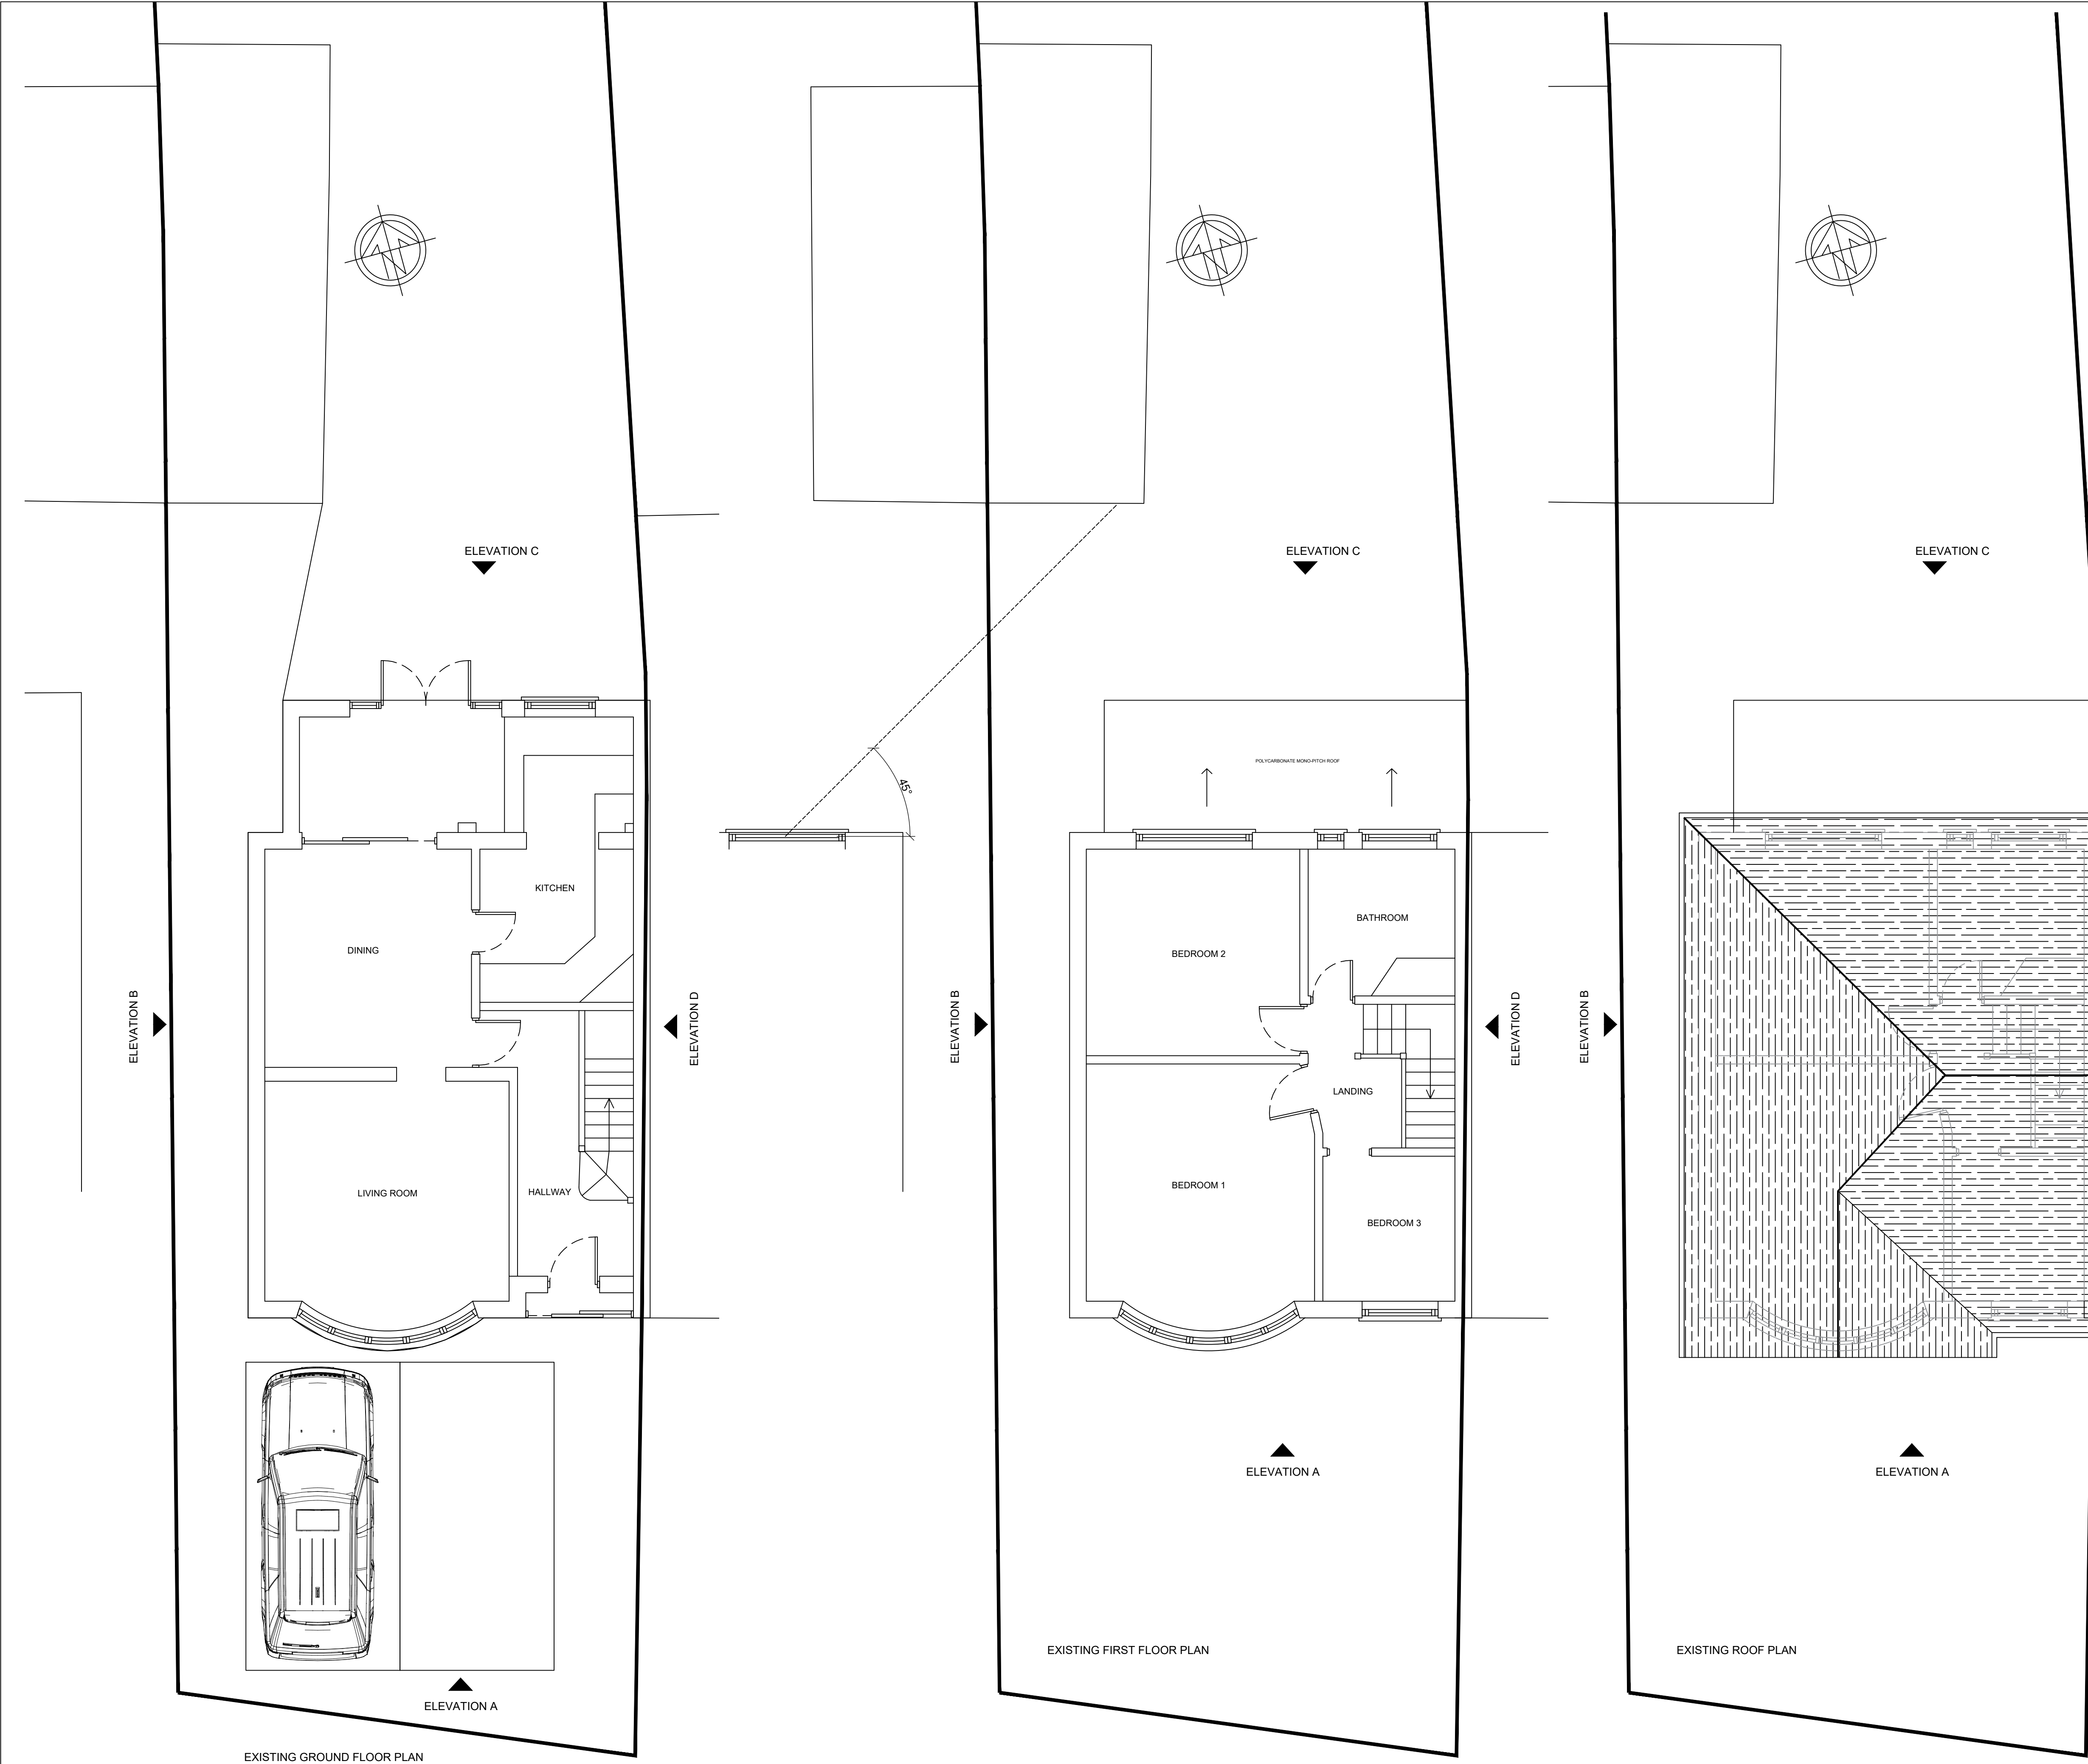 ELEVATION C
ELEVATION B
ELEVATION D
KITCHEN
DINING
LIVING ROOM
HALLWAY
ELEVATION A
EXISTING GROUND FLOOR PLAN
ELEVATION C
45°
POLYCARBONATE MONO-PITCH ROOF
BATHROOM
BEDROOM 2
ELEVATION B
ELEVATION D
LANDING
BEDROOM 1
BEDROOM 3
ELEVATION A
EXISTING FIRST FLOOR PLAN
ELEVATION C
ELEVATION B
ELEVATION A
EXISTING ROOF PLAN